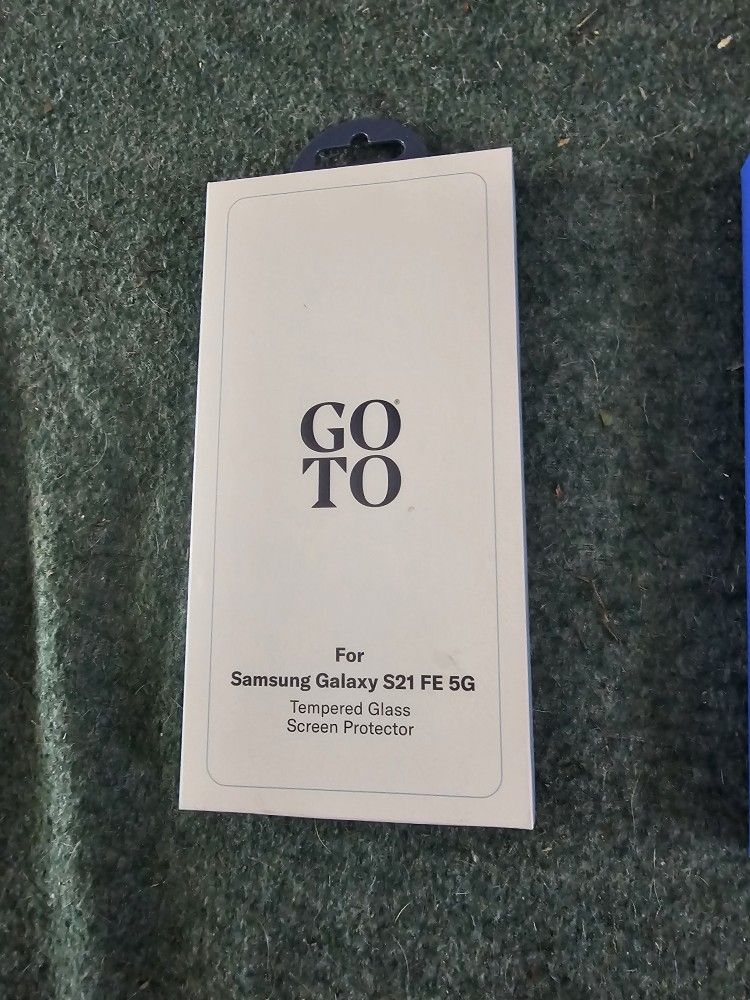 GO®
TO
For
Samsung Galaxy S21 FE 5G
Tempered Glass
Screen Protector